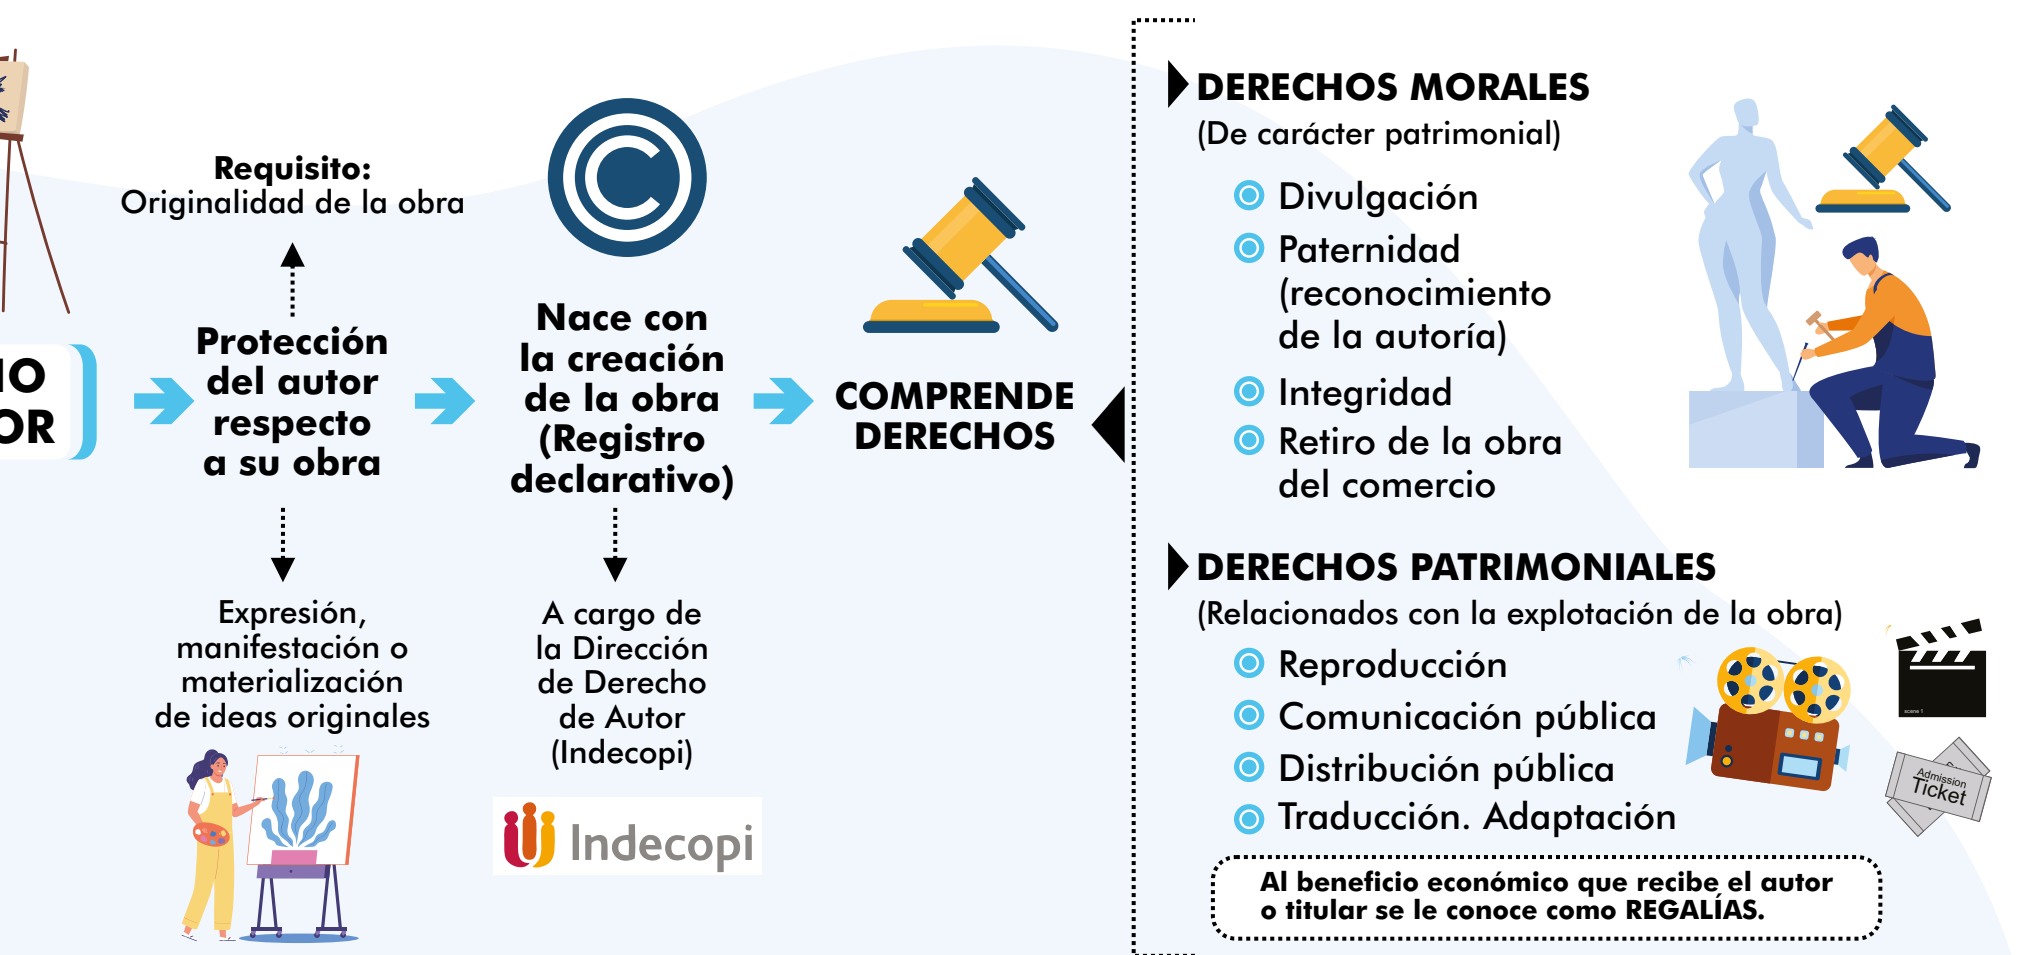 IO
OR
Requisito:
Originalidad de la obra
Protección
del autor
respecto
a su obra
Expresión,
manifestación o
materialización
de ideas originales
Nace con
la creación
de la obra
(Registro
declarativo)
A cargo de
la Dirección
de Derecho
de Autor
(Indecopi)
Indecopi
COMPRENDE
DERECHOS
DERECHOS MORALES
(De carácter patrimonial)
Divulgación
Paternidad
(reconocimiento
de la autoría)
Integridad
Retiro de la obra
del comercio
DERECHOS PATRIMONIALES
(Relacionados con la explotación de la obra)
Reproducción
Comunicación pública
Distribución pública
Traducción. Adaptación
scene 1
Admission
Ticket
Al beneficio económico que recibe el autor
o titular se le conoce como REGALÍAS.